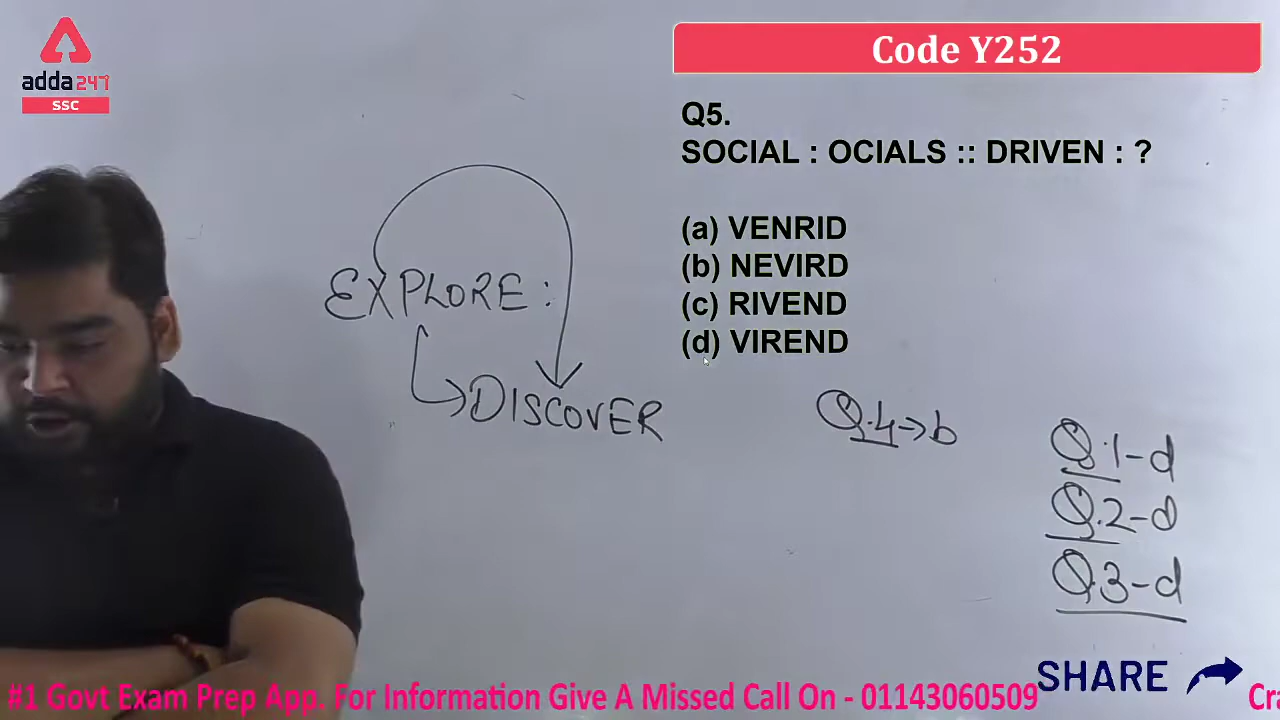 adda247
SSC
Code Y252
Q5.
SOCIAL : OCIALS :: DRIVEN : ?
(a) VENRID
(b) NEVIRD
(c) RIVEND
(d) VIREND
EXPLORE :
DISCOVER
Q.4→b
Q.1-d
Q.2-d
Q.3-d
SHARE
#1 Govt Exam Prep App. For Information Give A Missed Call On - 01143060509
Cra